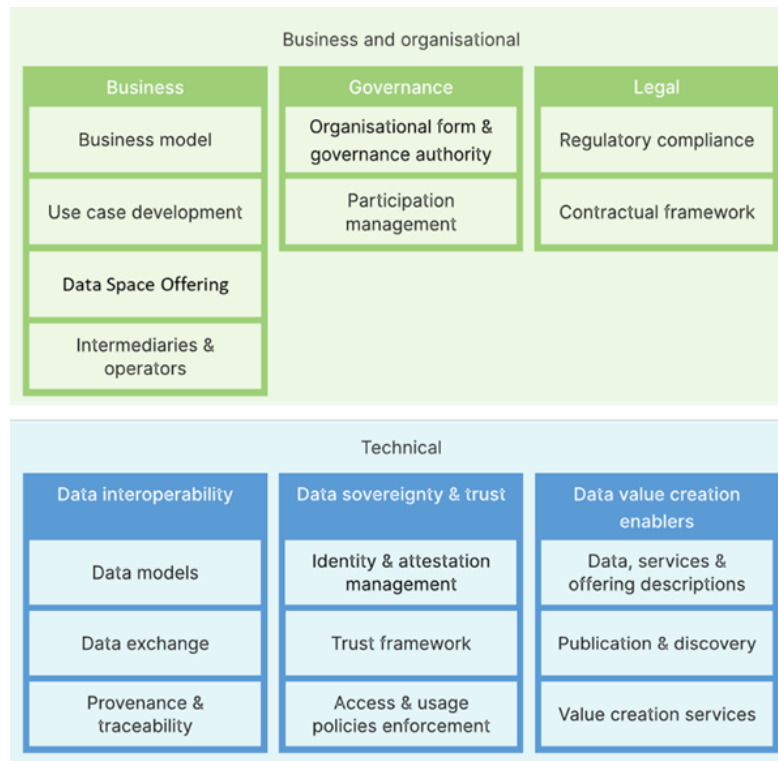 Business and organisational
Business
Business model
Use case development
Data Space Offering
Intermediaries &
operators
Governance
Organisational form &
governance authority
Participation
management
Legal
Regulatory compliance
Contractual framework
Technical
Data interoperability
Data models
Data exchange
Provenance &
traceability
Data sovereignty & trust
Identity & attestation
management
Trust framework
Access & usage
policies enforcement
Data value creation
enablers
Data, services &
offering descriptions
Publication & discovery
Value creation services